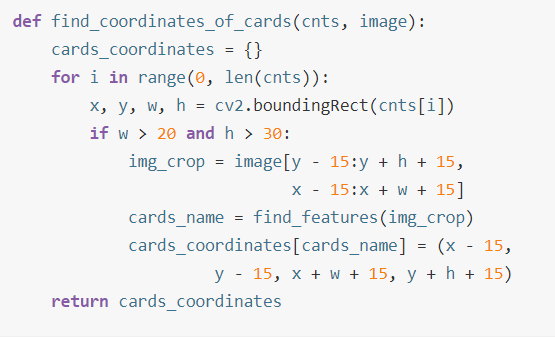 def find_coordinates_of_cards(cnts, image):
    cards_coordinates = {}
    for i in range(0, len(cnts)):
        x, y, w, h = cv2.boundingRect(cnts[i])
        if w > 20 and h > 30:
            img_crop = image[y - 15:y + h + 15,
                             x - 15:x + w + 15]
            cards_name = find_features(img_crop)
            cards_coordinates[cards_name] = (x - 15,
                     y - 15, x + w + 15, y + h + 15)
    return cards_coordinates